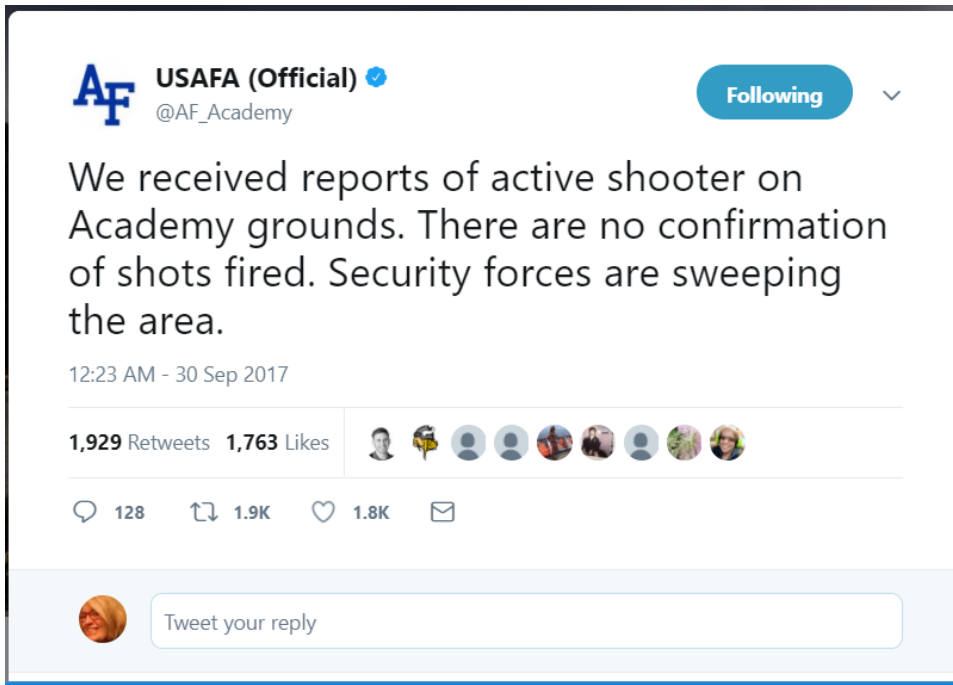 AF
USAFA (Official)
@AF_Academy
Following
We received reports of active shooter on
Academy grounds. There are no confirmation
of shots fired. Security forces are sweeping
the area.
12:23 AM - 30 Sep 2017
1,929 Retweets 1,763 Likes
128 1.9K 1.8K
Tweet your reply